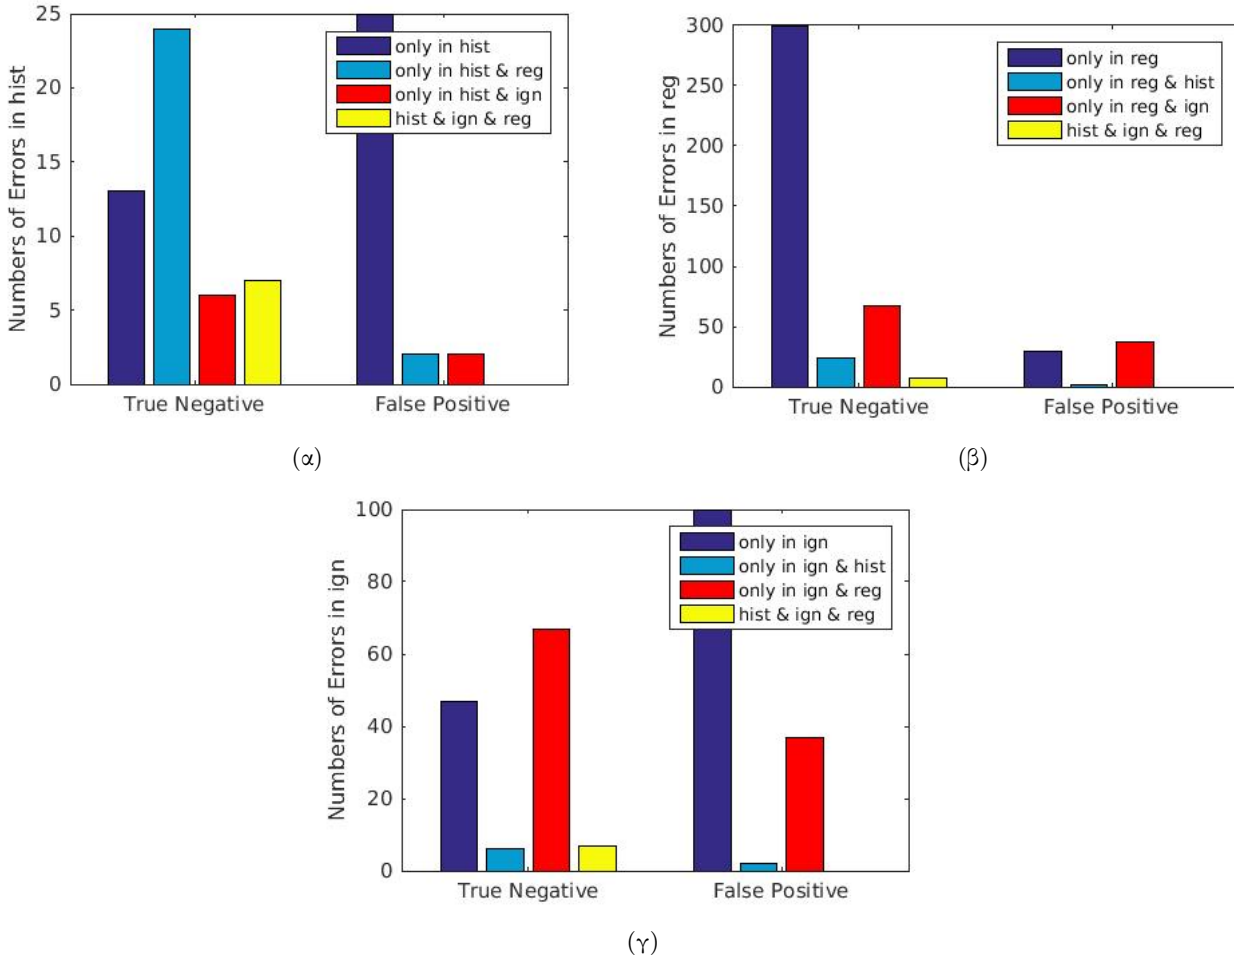 25
20
15
10
5
0
Numbers of Errors in hist
only in hist
only in hist & reg
only in hist & ign
hist & ign & reg
True Negative
False Positive
(α)
300
250
200
150
100
50
0
Numbers of Errors in reg
only in reg
only in reg & hist
only in reg & ign
hist & ign & reg
True Negative
False Positive
(β)
100
80
60
40
20
0
Numbers of Errors in ign
only in ign
only in ign & hist
only in ign & reg
hist & ign & reg
True Negative
False Positive
(γ)